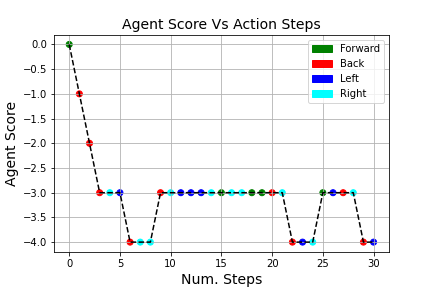 Agent Score Vs Action Steps
0.0
−0.5
−1.0
−1.5
−2.0
−2.5
−3.0
−3.5
−4.0
Agent Score
Forward
Back
Left
Right
0 5 10 15 20 25 30
Num. Steps